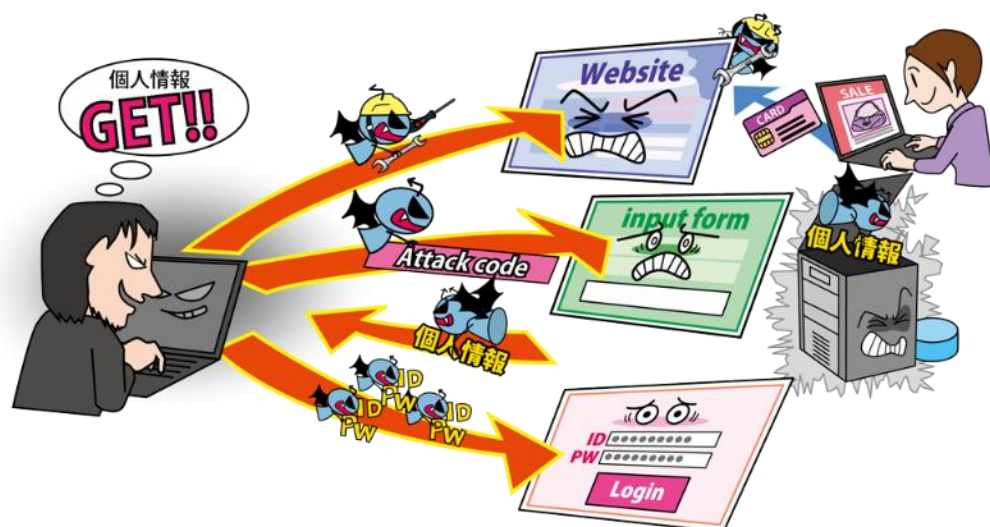 個人情報
GET!!
Website
SALE
CARD
input form
Attack code
個人情報
個人情報
ID
PW
ID
PW
ID
PW
ID
PW
Login